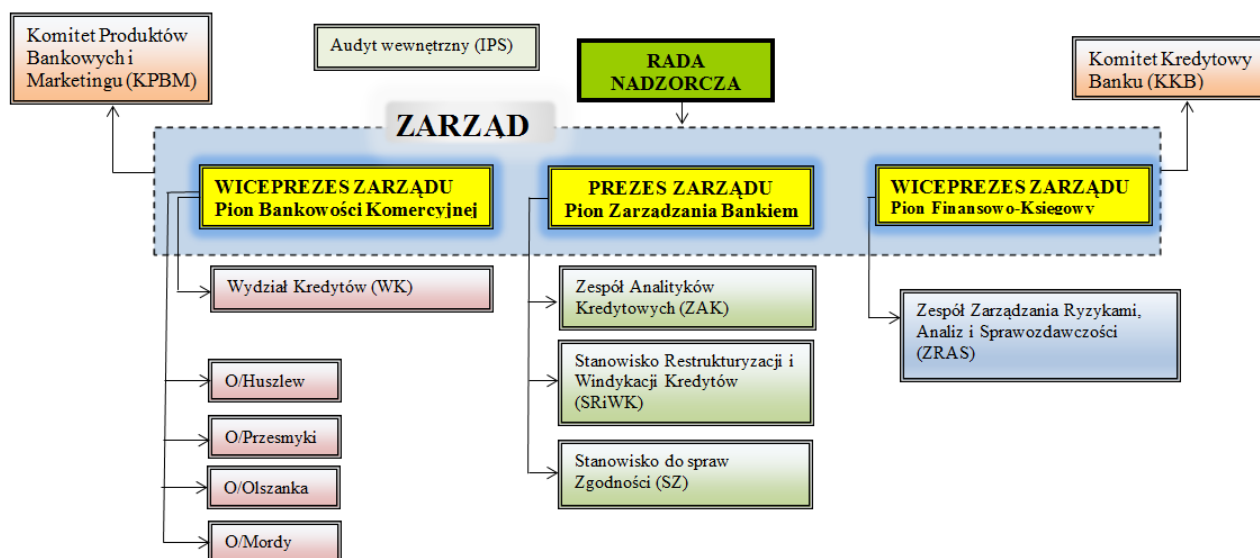 Komitet Produktów
Bankowych i
Marketingu (KPBM)
Audyt wewnętrzny (IPS)
RADA
NADZORCZA
Komitet Kredytowy
Banku (KKB)
ZARZĄD
WICEPREZES ZARZĄDU
Pion Bankowości Komercyjnej
PREZES ZARZĄDU
Pion Zarządzania Bankiem
WICEPREZES ZARZĄDU
Pion Finansowo-Księgowy
Wydział Kredytów (WK)
O/Huszlew
O/Przesmyki
O/Olszanka
O/Mordy
Zespół Analityków
Kredytowych (ZAK)
Stanowisko Restrukturyzacji i
Windykacji Kredytów
(SRiWK)
Stanowisko do spraw
Zgodności (SZ)
Zespół Zarządzania Ryzykami,
Analiz i Sprawozdawczości
(ZRAS)